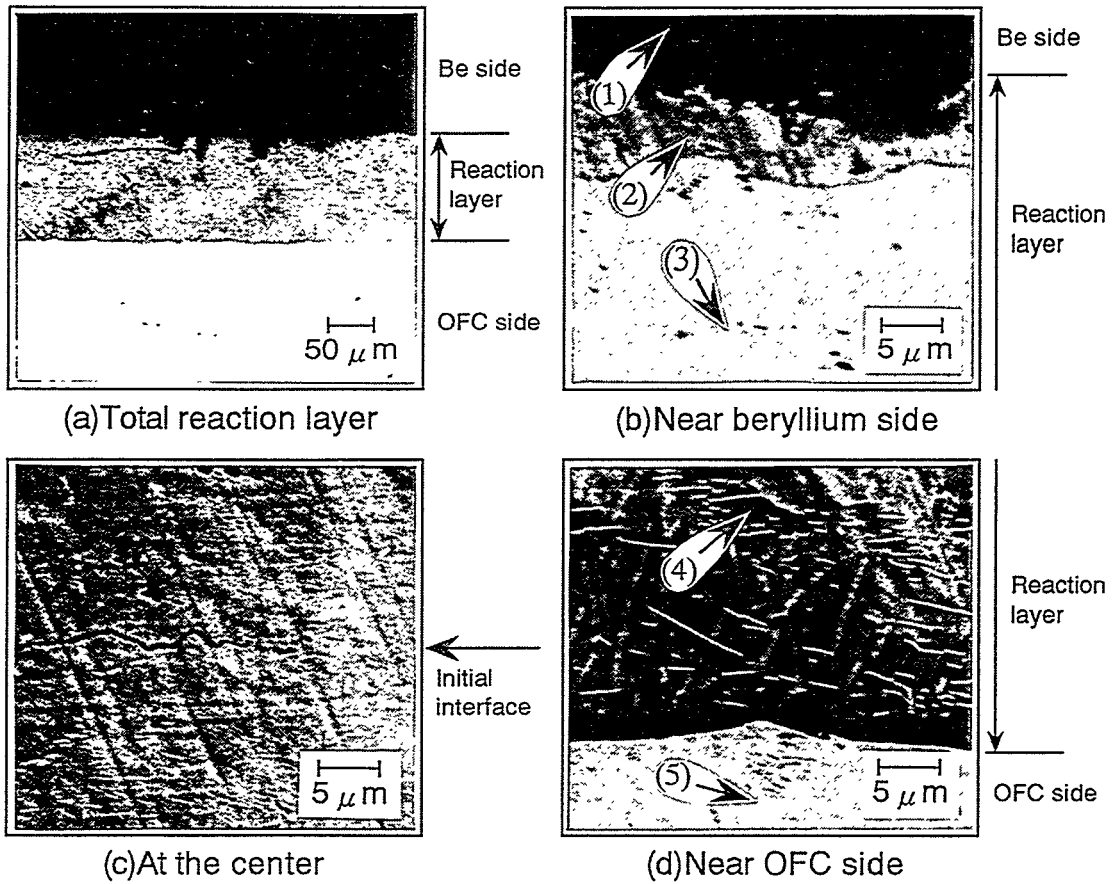 Be side
Reaction
layer
OFC side
50 μm
(a)Total reaction layer
(1)
(2)
(3)
5 μm
Be side
Reaction
layer
(b)Near beryllium side
5 μm
Initial
interface
(c)At the center
(4)
(5)
5 μm
Reaction
layer
OFC side
(d)Near OFC side